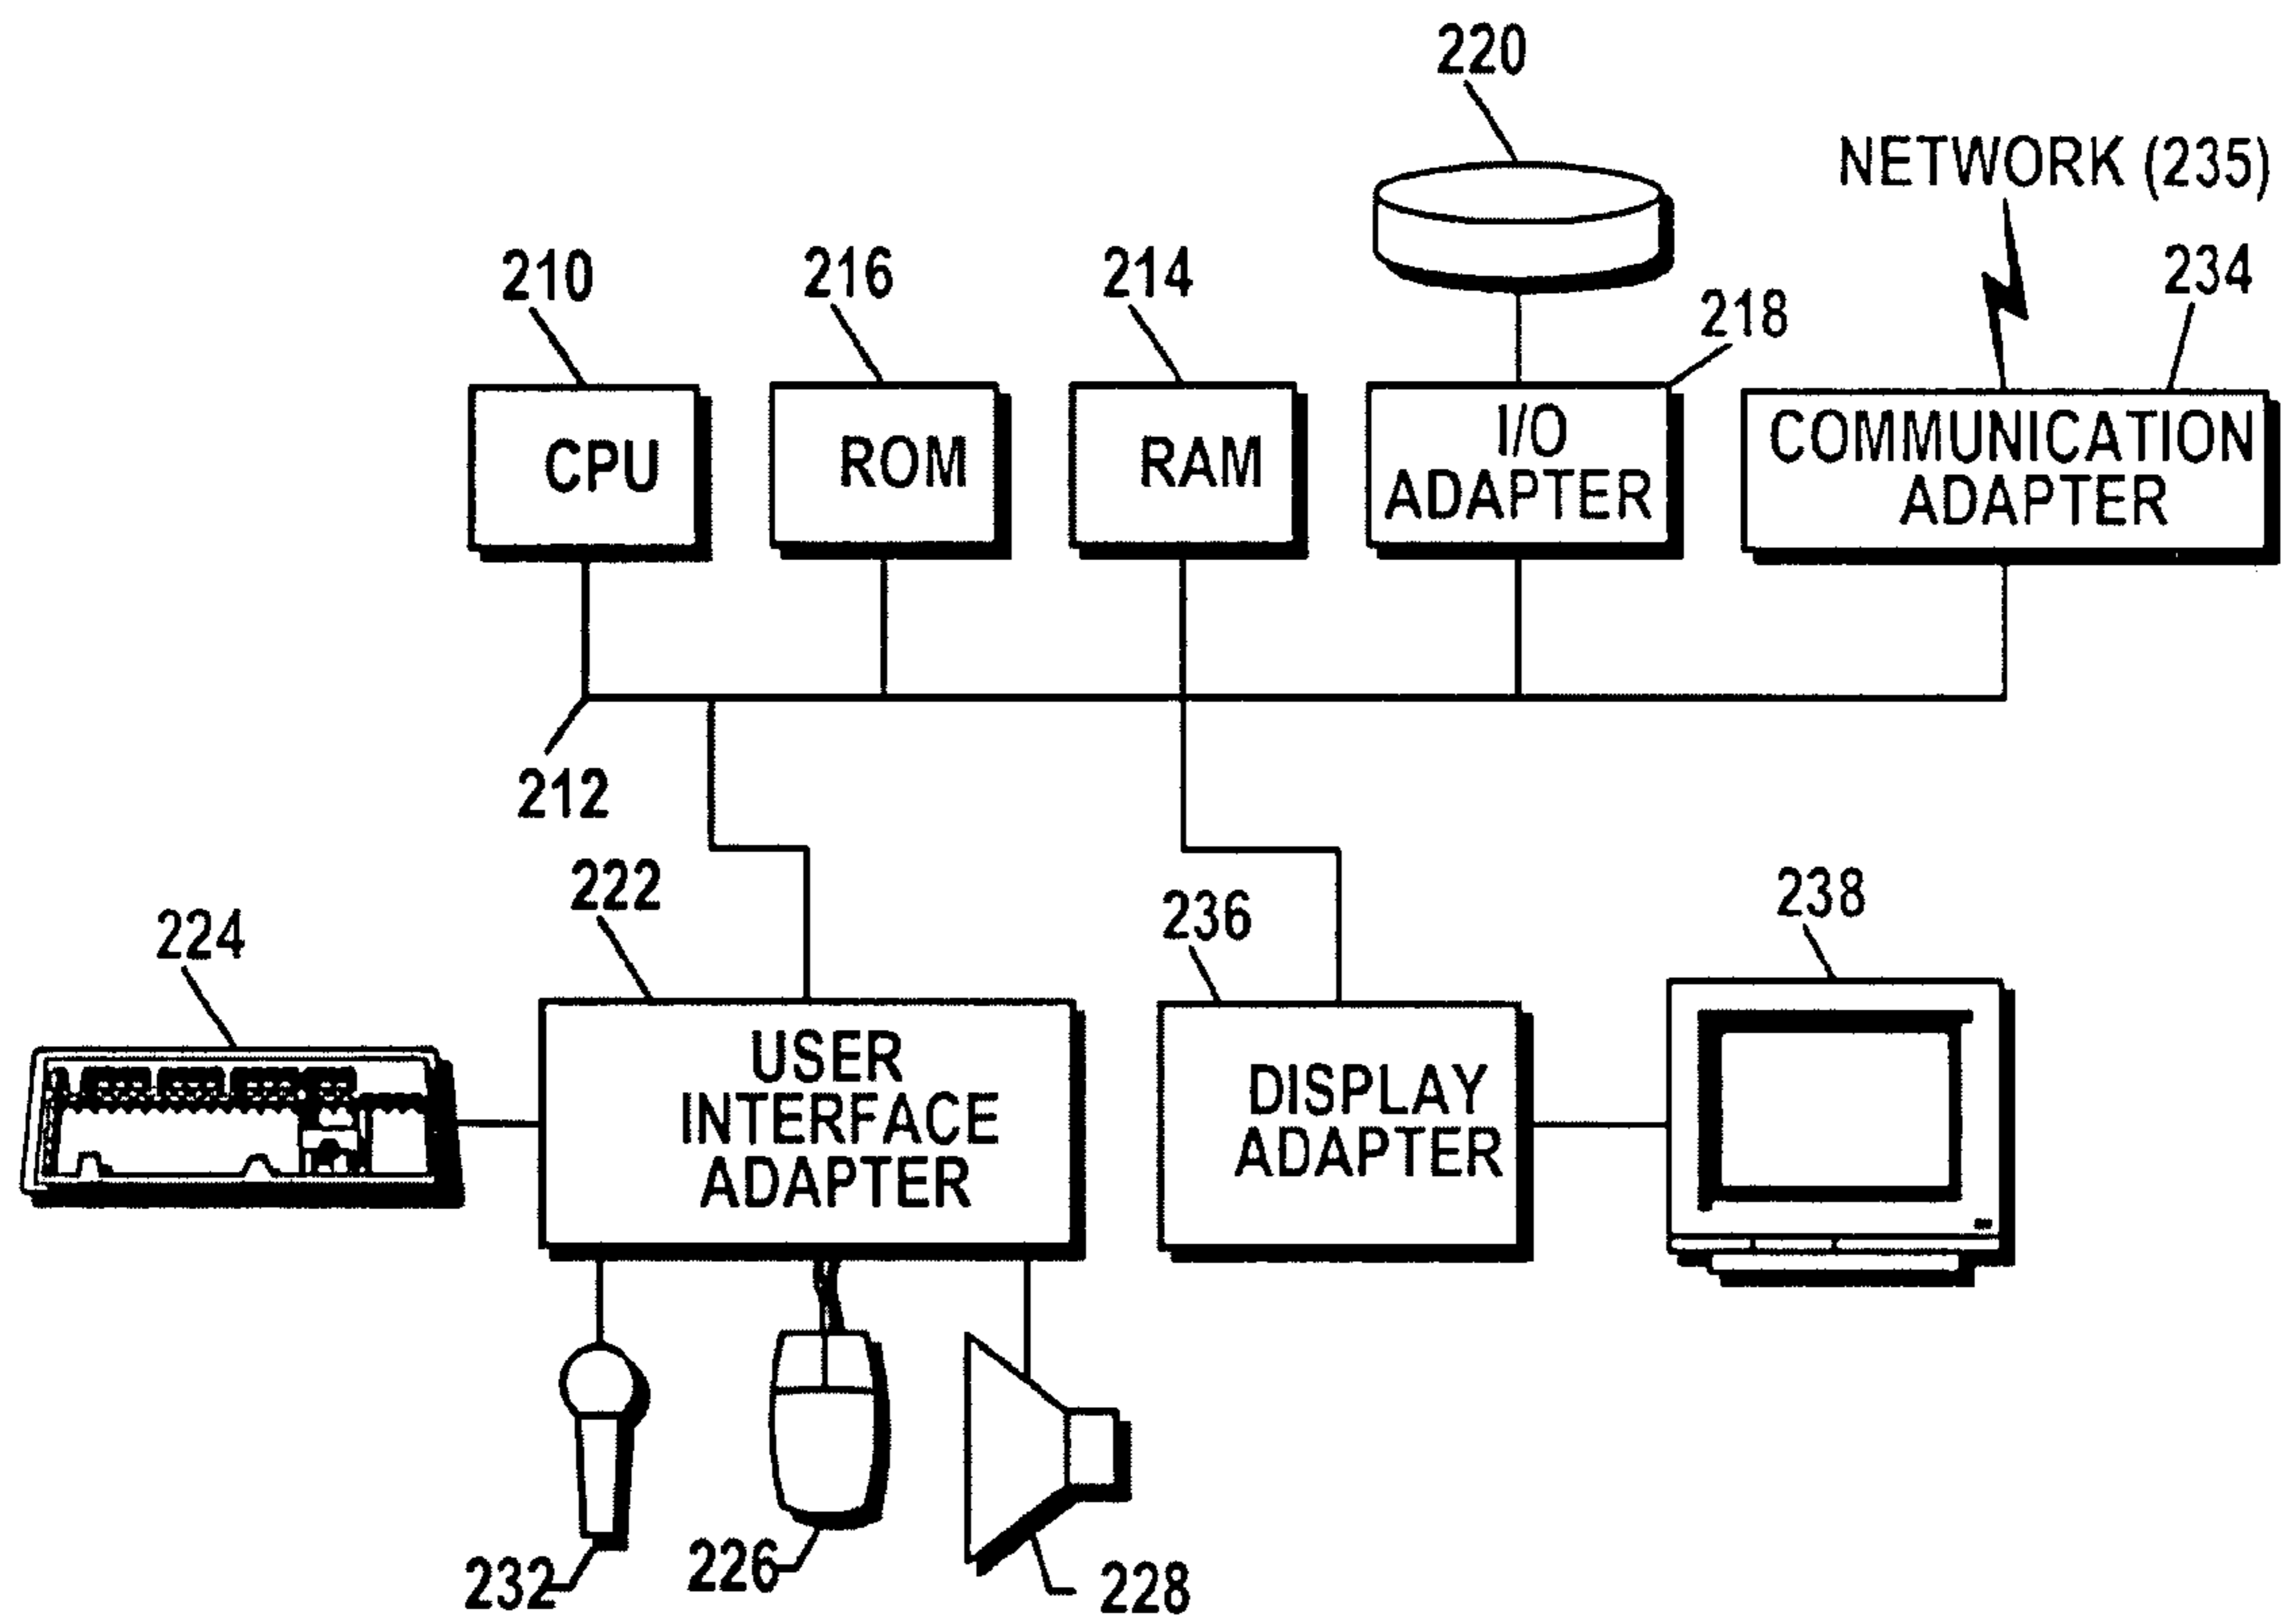 220
NETWORK (235)
210
216
214
218
234
CPU
ROM
RAM
I/O
ADAPTER
COMMUNICATION
ADAPTER
212
222
236
238
224
USER
INTERFACE
ADAPTER
DISPLAY
ADAPTER
232
226
228